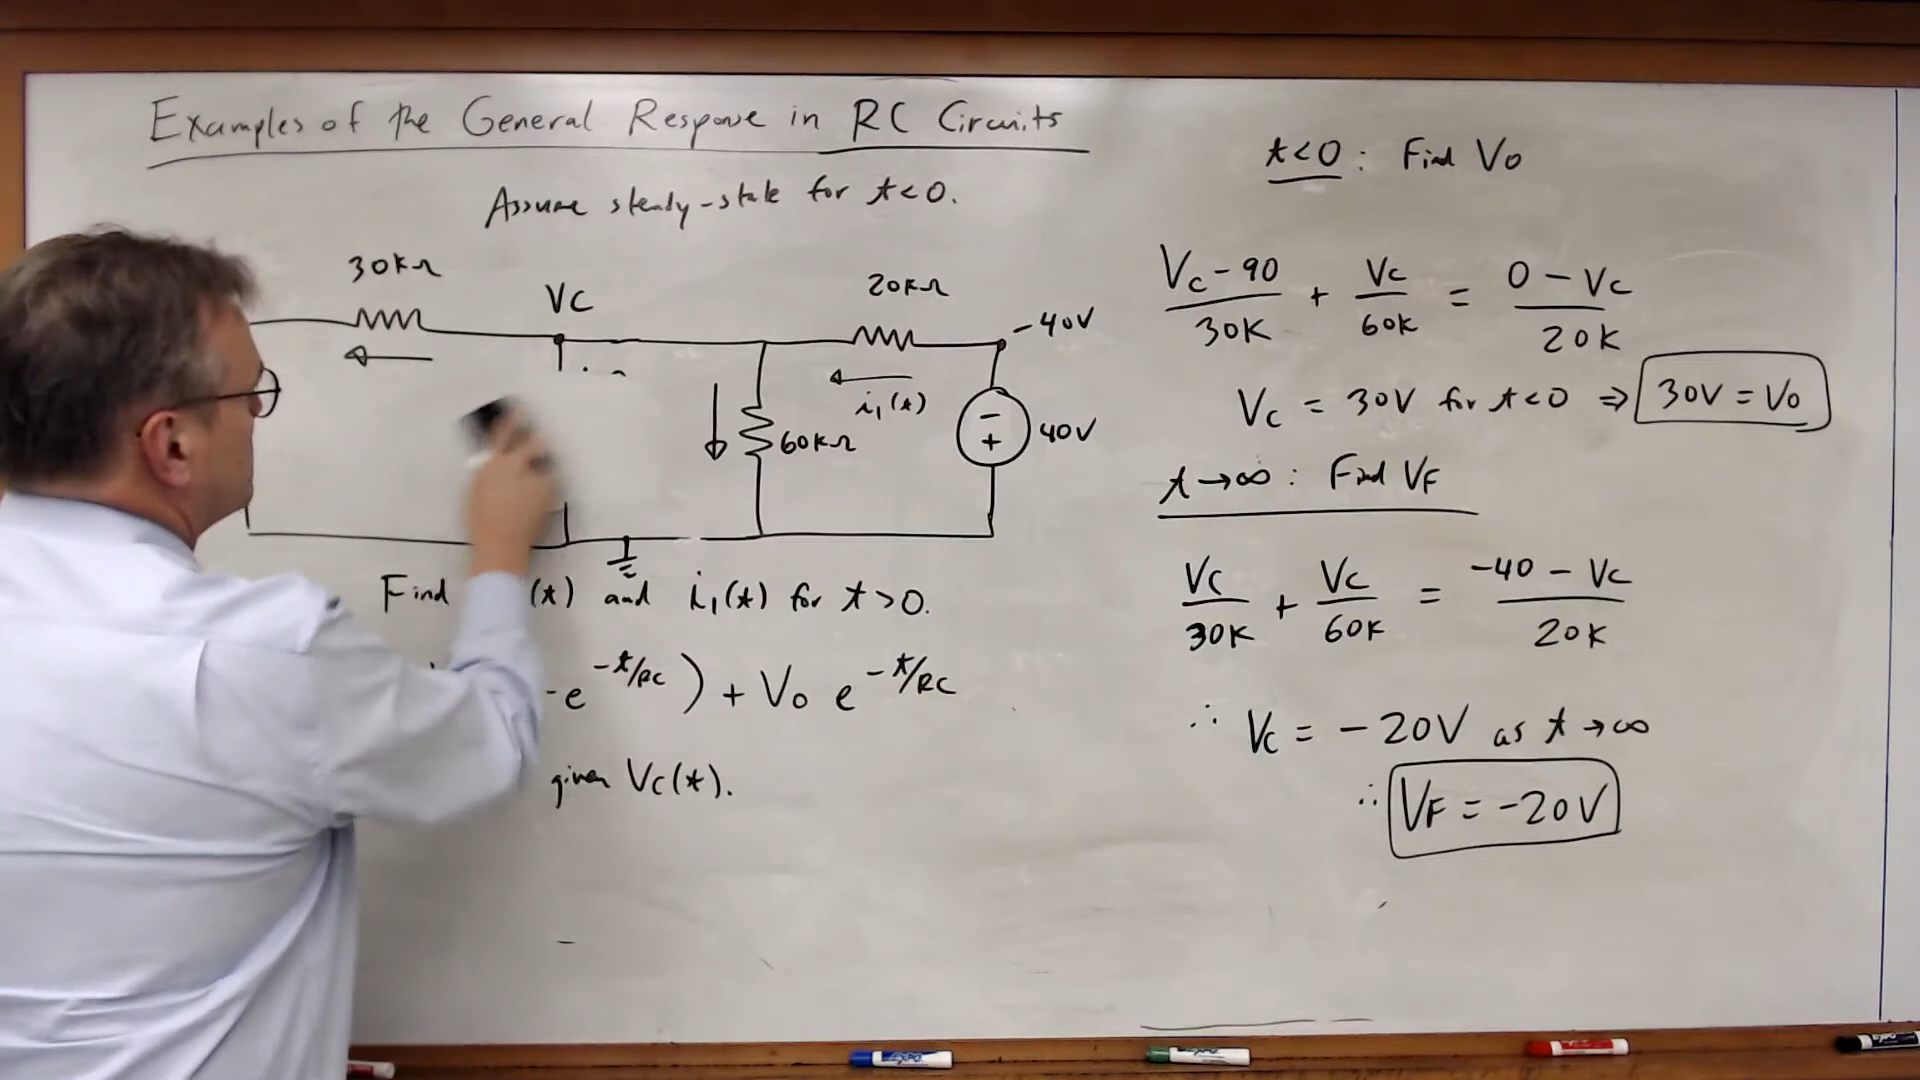 Examples of the General Response in RC Circuits
Assume steady-state for t<0.
30KΩ
VC
20KΩ
-40V
i₁(t)
60KΩ
−
+
40V
Find (t) and i₁(t) for t>0.
-e^(-t/RC) ) + V₀ e^(-t/RC)
given Vc(t).
t<0: Find V₀
(Vc - 90)/30K + Vc/60K = (0 - Vc)/20K
Vc = 30V for t<0 ⇒ 30V = V₀
t→∞: Find VF
Vc/30K + Vc/60K = (-40 - Vc)/20K
∴ Vc = -20V as t→∞
∴ VF = -20V